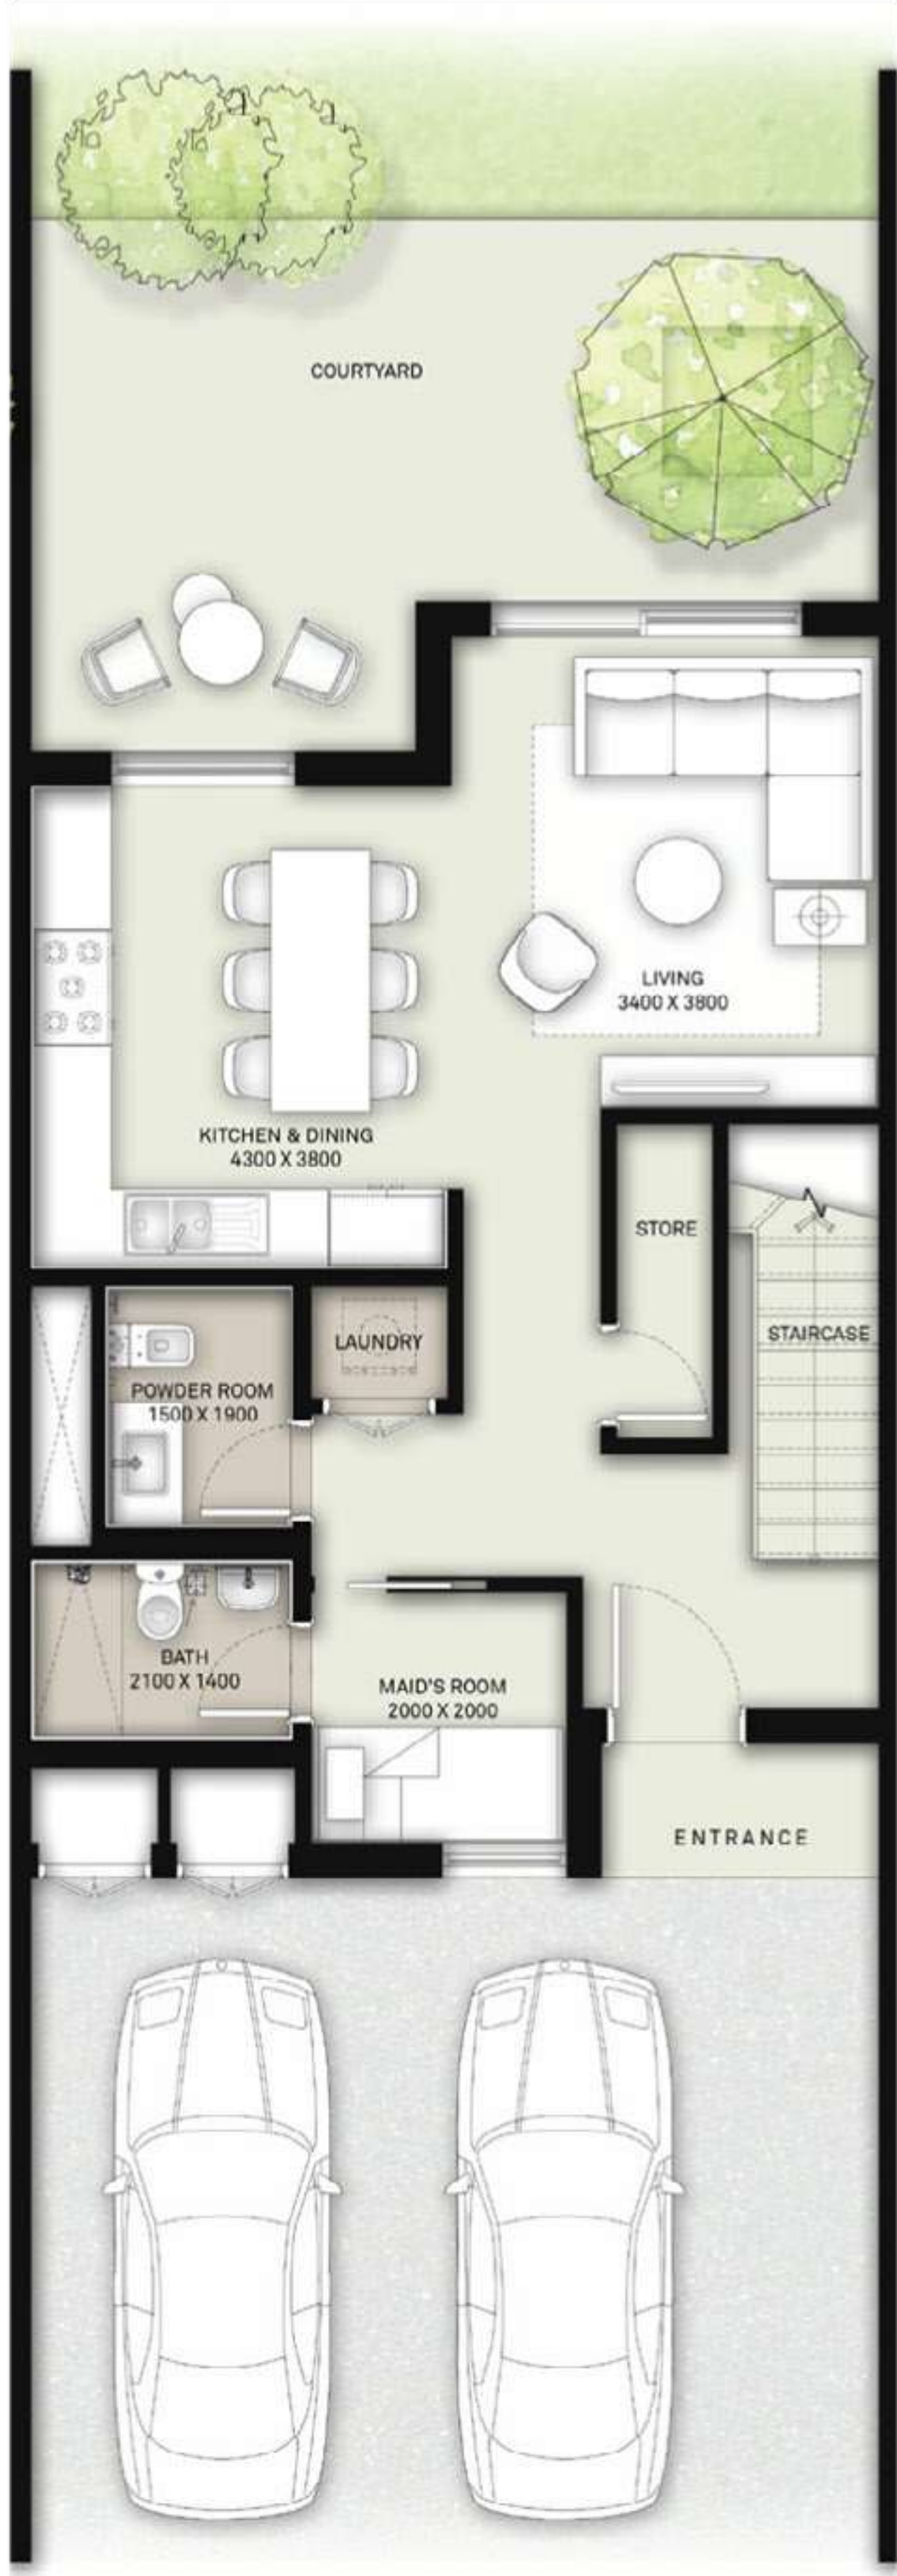 COURTYARD
LIVING
3400 X 3800
KITCHEN & DINING
4300 X 3800
STORE
STAIRCASE
LAUNDRY
POWDER ROOM
1500 X 1900
BATH
2100 X 1400
MAID'S ROOM
2000 X 2000
ENTRANCE